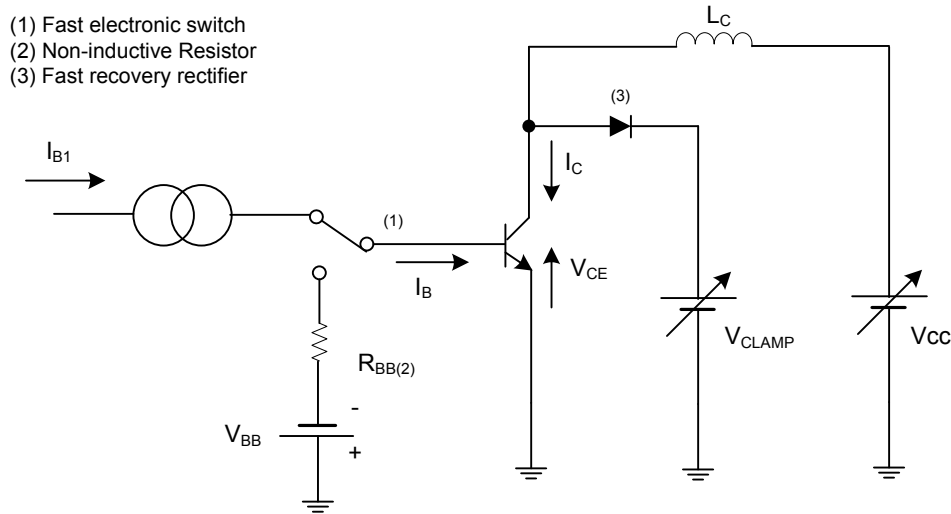 (1) Fast electronic switch
(2) Non-inductive Resistor
(3) Fast recovery rectifier
L_C
(3)
I_B1
I_C
(1)
I_B
V_CE
V_CLAMP
Vcc
R_BB(2)
-
V_BB
+